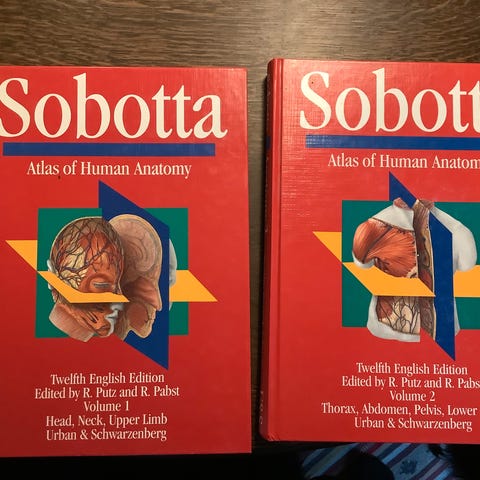 Sobotta
Atlas of Human Anatomy
Twelfth English Edition
Edited by R. Putz and R. Pabst
Volume 1
Head, Neck, Upper Limb
Urban & Schwarzenberg
Sobott
Atlas of Human Anatom
Twelfth English Edition
Edited by R. Putz and R. Pabs
Volume 2
Thorax, Abdomen, Pelvis, Lower
Urban & Schwarzenberg